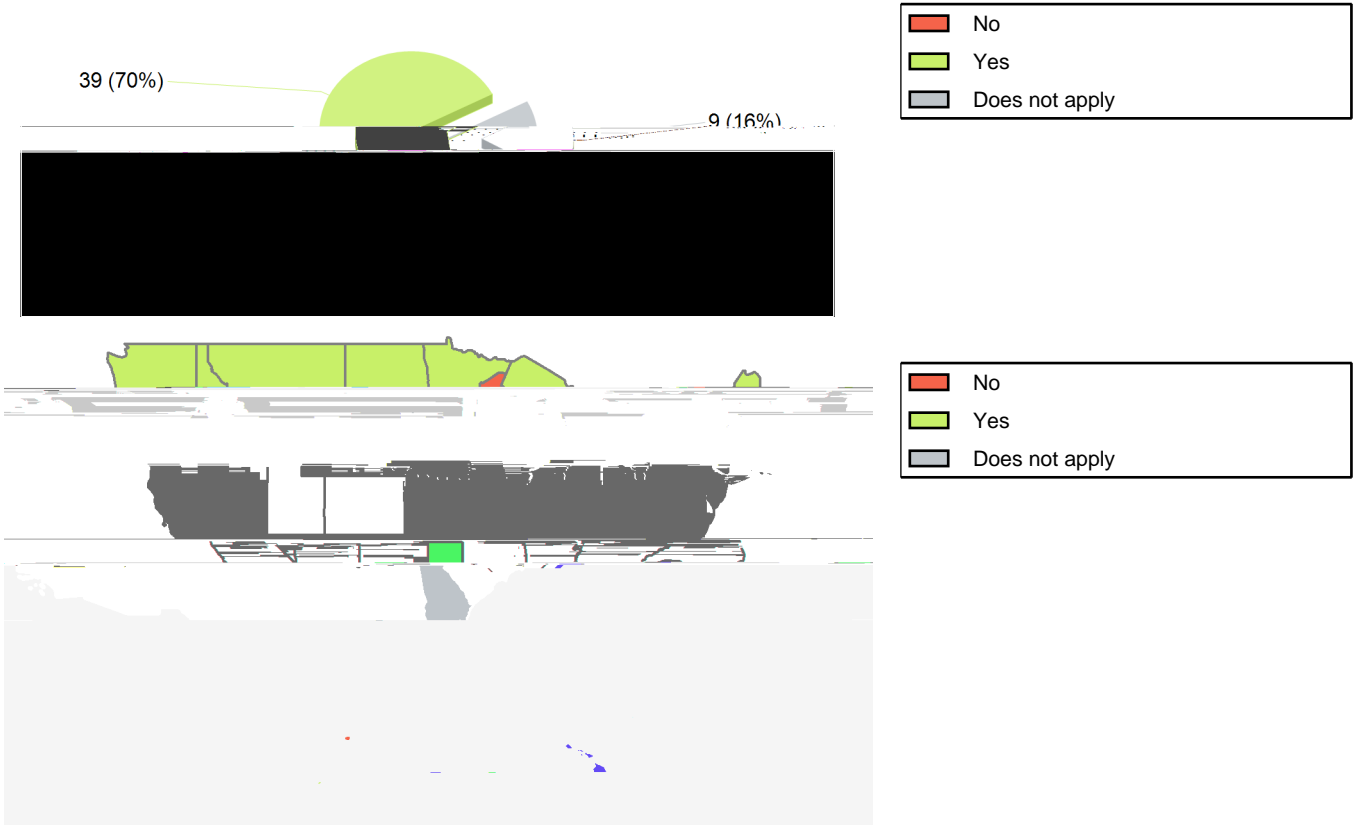 No
Yes
39 (70%)
Does not apply
9 (16%)
No
Yes
Does not apply